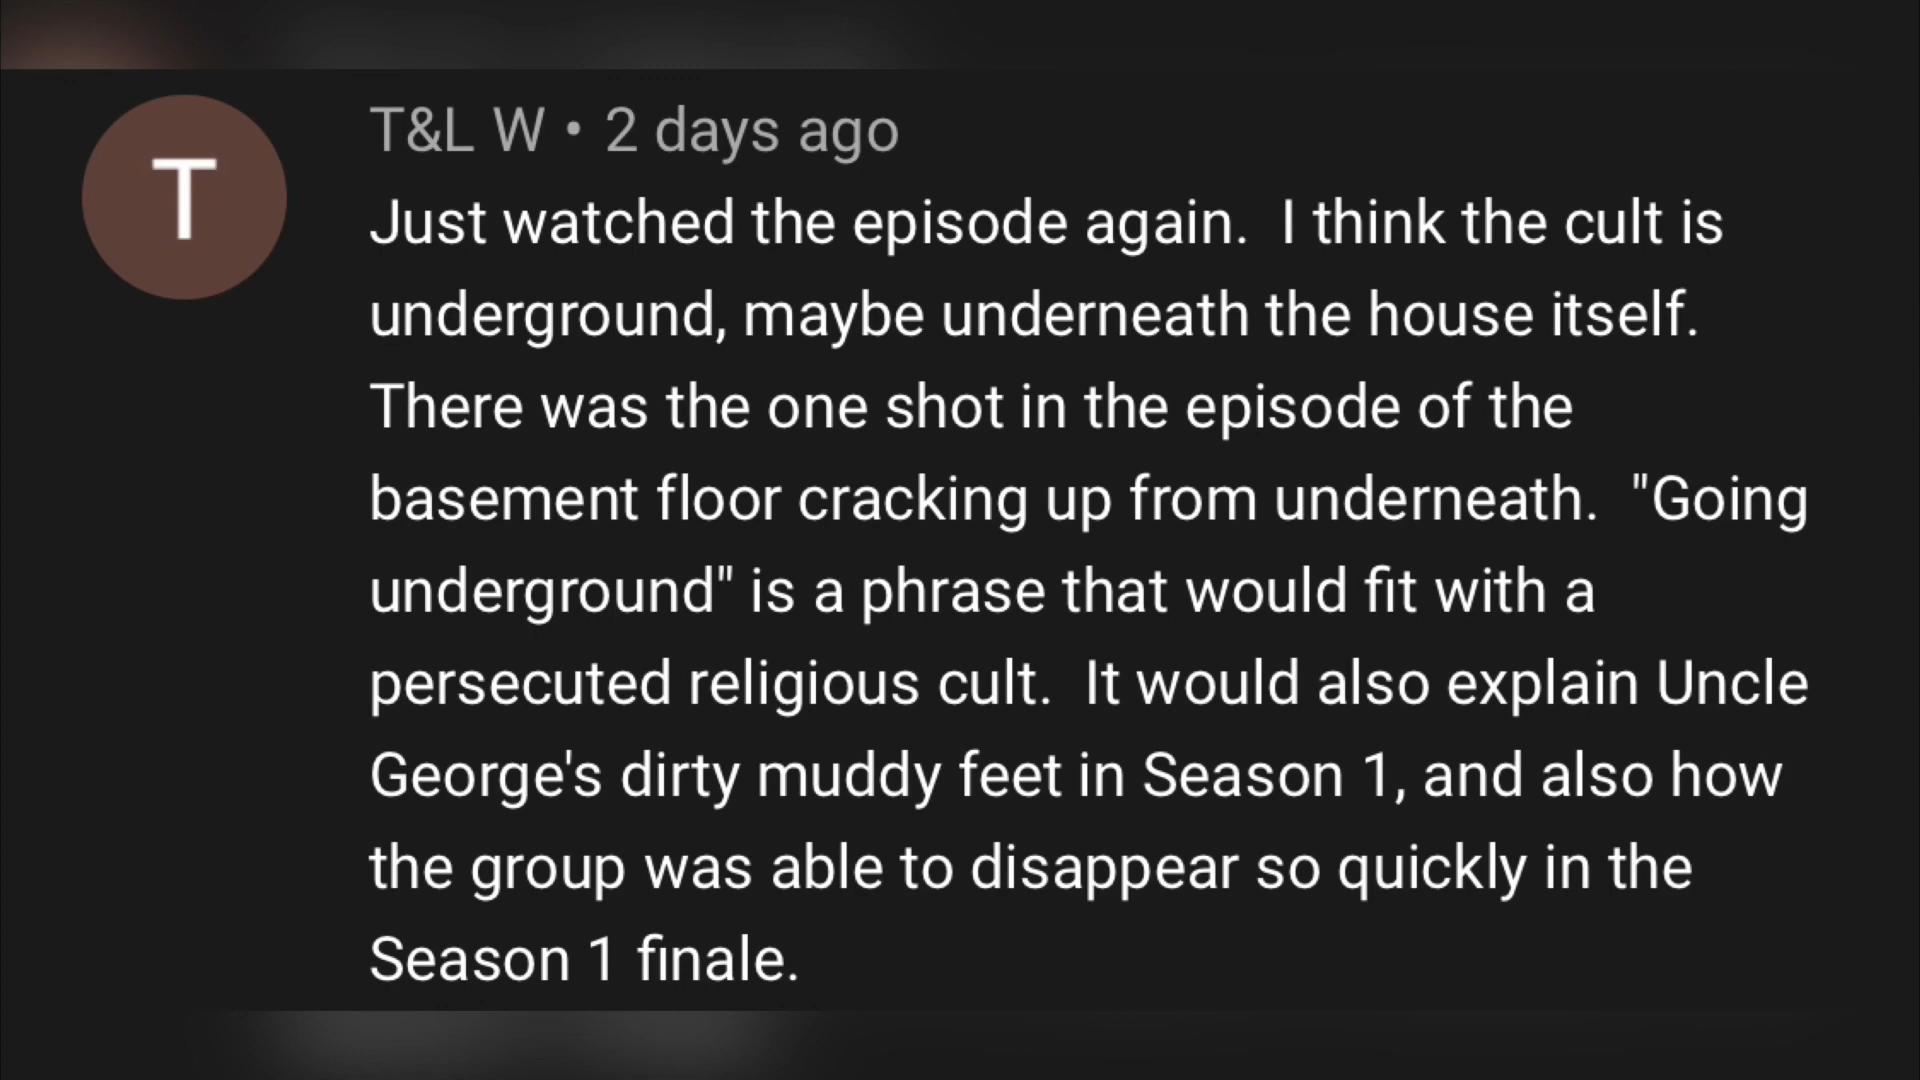 T
T&L W • 2 days ago
Just watched the episode again.  I think the cult is
underground, maybe underneath the house itself.
There was the one shot in the episode of the
basement floor cracking up from underneath.  "Going
underground" is a phrase that would fit with a
persecuted religious cult.  It would also explain Uncle
George's dirty muddy feet in Season 1, and also how
the group was able to disappear so quickly in the
Season 1 finale.